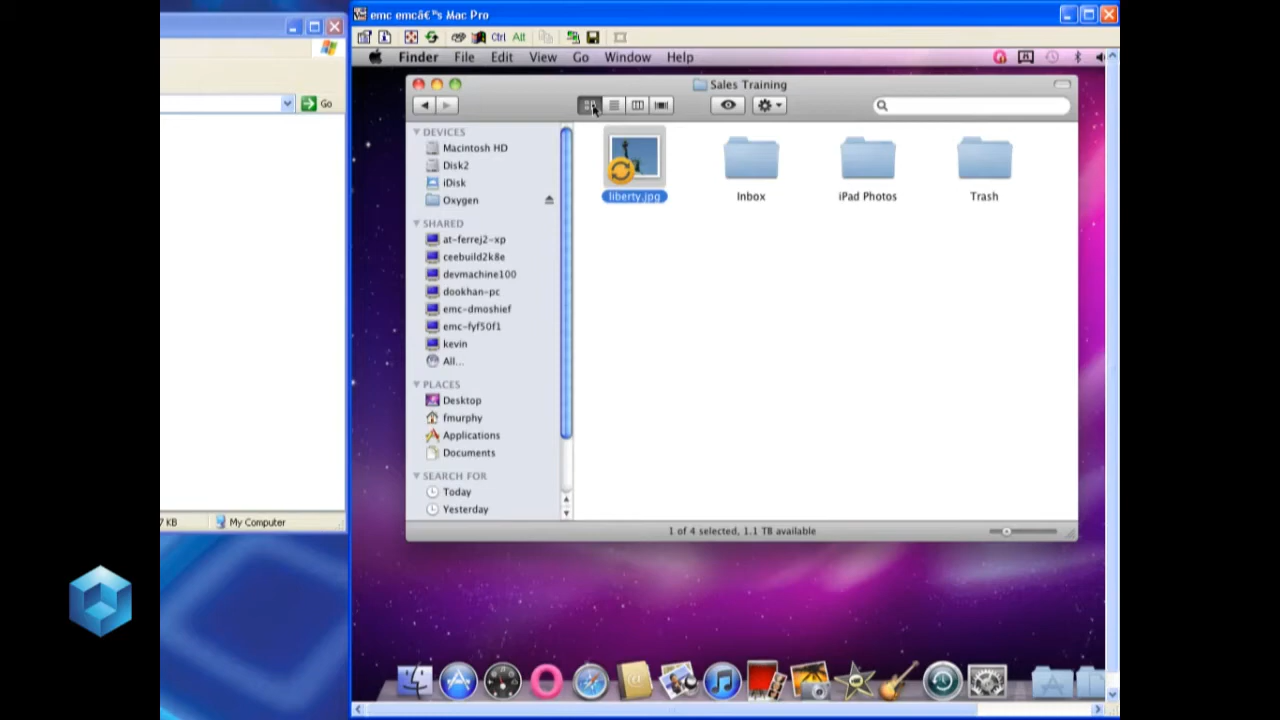 emc emcâ€™s Mac Pro
Ctrl Alt
Finder File Edit View Go Window Help
Go
Sales Training
DEVICES
Macintosh HD
Disk2
iDisk
Oxygen
SHARED
at-ferrej2-xp
ceebuild2k8e
devmachine100
dookhan-pc
emc-dmoshief
emc-fyf50f1
kevin
All...
PLACES
Desktop
fmurphy
Applications
Documents
SEARCH FOR
Today
Yesterday
liberty.jpg
Inbox
iPad Photos
Trash
1 of 4 selected, 1.1 TB available
7 KB
My Computer